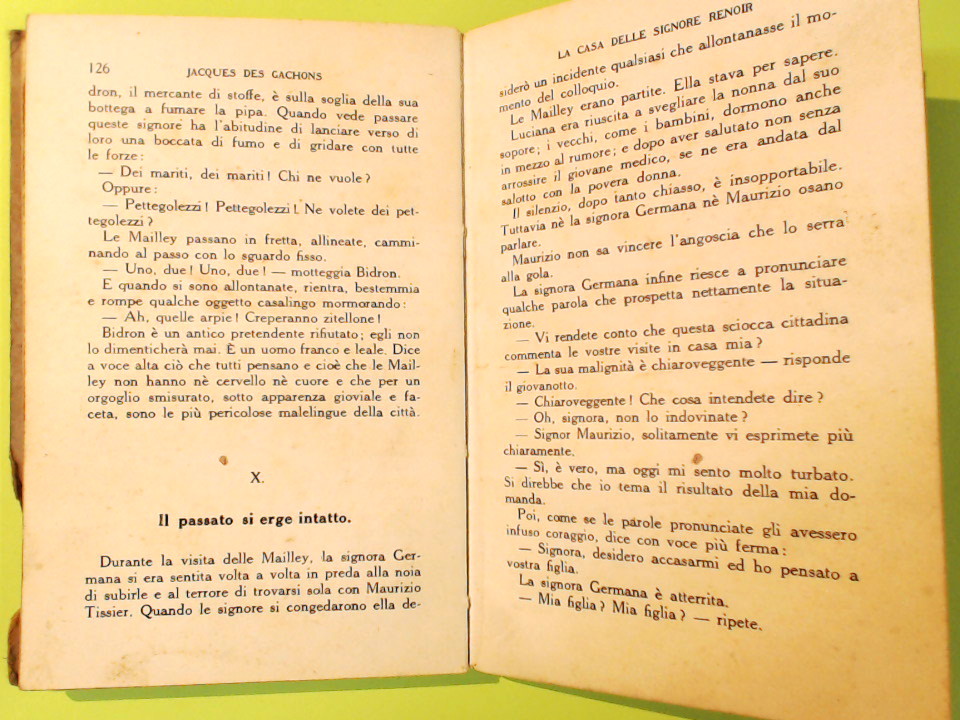 126
JACQUES DES GACHONS
dron, il mercante di stoffe, è sulla soglia della sua
bottega a fumare la pipa. Quando vede passare
queste signore ha l'abitudine di lanciare verso di
loro una boccata di fumo e di gridare con tutte
le forze:
— Dei mariti, dei mariti! Chi ne vuole?
Oppure:
— Pettegolezzi! Pettegolezzi! Ne volete dei pet-
tegolezzi?
Le Mailley passano in fretta, allineate, cammi-
nando al passo con lo sguardo fisso.
— Uno, due! Uno, due! — motteggia Bidron.
E quando si sono allontanate, rientra, bestemmia
e rompe qualche oggetto casalingo mormorando:
— Ah, quelle arpie! Creperanno zitellone!
Bidron è un antico pretendente rifiutato; egli non
lo dimenticherà mai. È un uomo franco e leale. Dice
a voce alta ciò che tutti pensano e cioè che le Mail-
ley non hanno nè cervello nè cuore e che per un
orgoglio smisurato, sotto apparenza gioviale e fa-
ceta, sono le più pericolose malelingue della città.
X.
Il passato si erge intatto.
Durante la visita delle Mailley, la signora Ger-
mana si era sentita volta a volta in preda alla noia
di subirle e al terrore di trovarsi sola con Maurizio
Tissier. Quando le signore si congedarono ella de-
LA CASA DELLE SIGNORE RENOIR
siderò un incidente qualsiasi che allontanasse il mo-
mento del colloquio.
Le Mailley erano partite. Ella stava per sapere.
Luciana era riuscita a svegliare la nonna dal suo
sopore; i vecchi, come i bambini, dormono anche
in mezzo al rumore; e dopo aver salutato non senza
arrossire il giovane medico, se ne era andata dal
salotto con la povera donna.
Il silenzio, dopo tanto chiasso, è insopportabile.
Tuttavia nè la signora Germana nè Maurizio osano
parlare.
Maurizio non sa vincere l'angoscia che lo serra
alla gola.
La signora Germana infine riesce a pronunciare
qualche parola che prospetta nettamente la situa-
zione.
— Vi rendete conto che questa sciocca cittadina
commenta le vostre visite in casa mia?
— La sua malignità è chiaroveggente — risponde
il giovanotto.
— Chiaroveggente! Che cosa intendete dire?
— Oh, signora, non lo indovinate?
— Signor Maurizio, solitamente vi esprimete più
chiaramente.
— Sì, è vero, ma oggi mi sento molto turbato.
Si direbbe che io tema il risultato della mia do-
manda.
Poi, come se le parole pronunciate gli avessero
infuso coraggio, dice con voce più ferma:
— Signora, desidero accasarmi ed ho pensato a
vostra figlia.
La signora Germana è atterrita.
— Mia figlia? Mia figlia? — ripete.